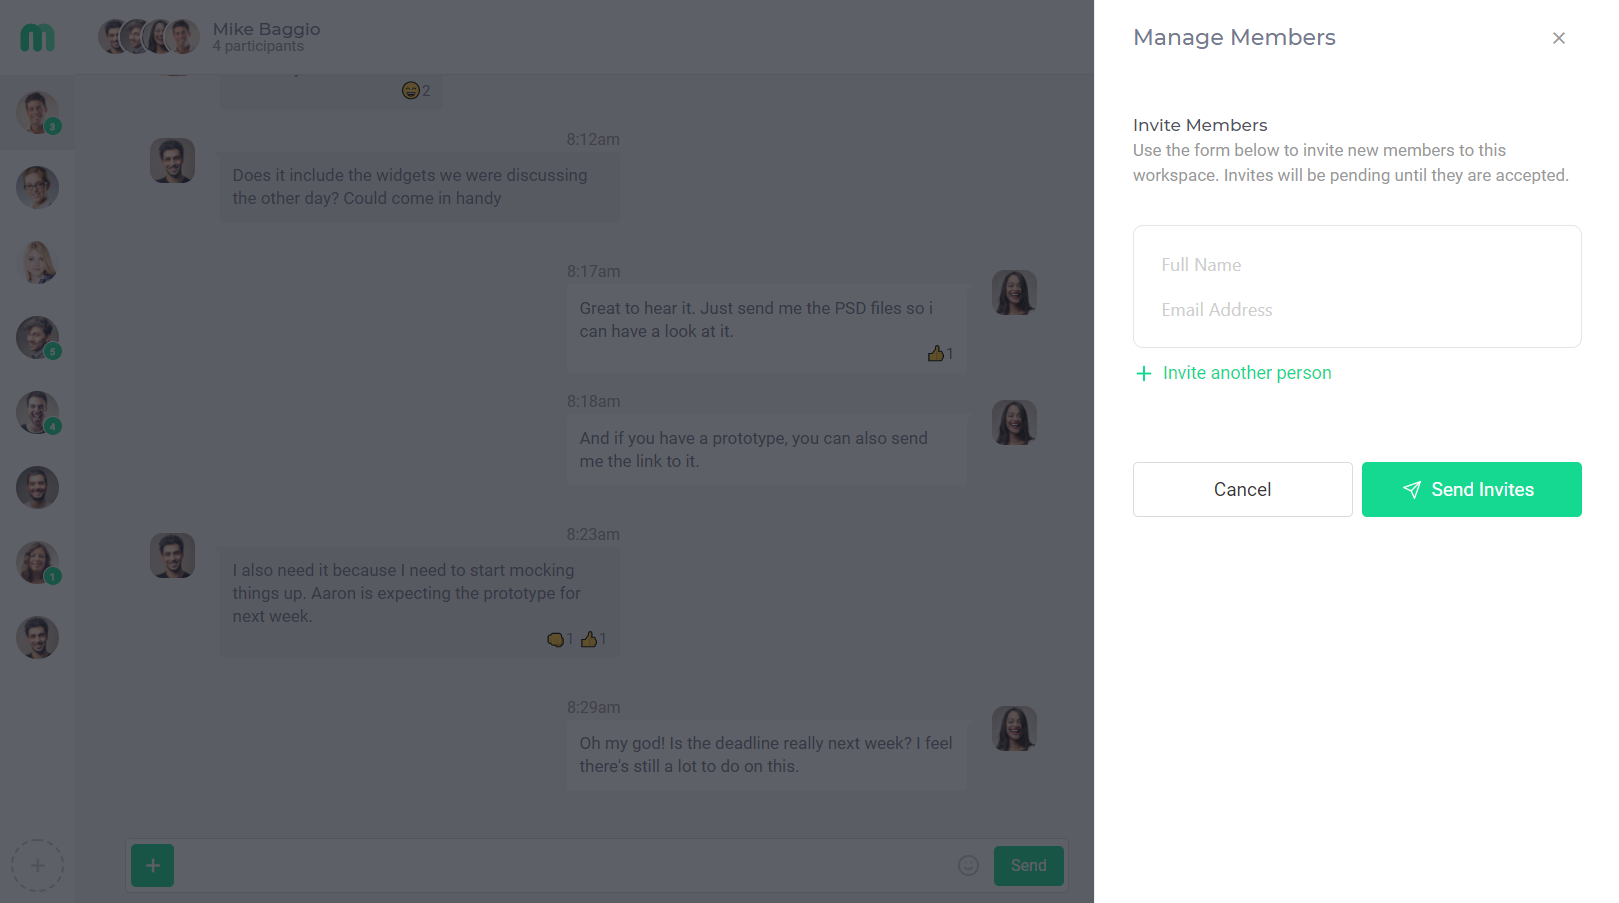 Mike Baggio
4 participants
3
5
4
1
2
8:12am
Does it include the widgets we were discussing
the other day? Could come in handy
8:17am
Great to hear it. Just send me the PSD files so i
can have a look at it.
1
8:18am
And if you have a prototype, you can also send
me the link to it.
8:23am
I also need it because I need to start mocking
things up. Aaron is expecting the prototype for
next week.
1 1
8:29am
Oh my god! Is the deadline really next week? I feel
there's still a lot to do on this.
Send
Manage Members
Invite Members
Use the form below to invite new members to this
workspace. Invites will be pending until they are accepted.
Full Name
Email Address
Invite another person
Cancel
Send Invites